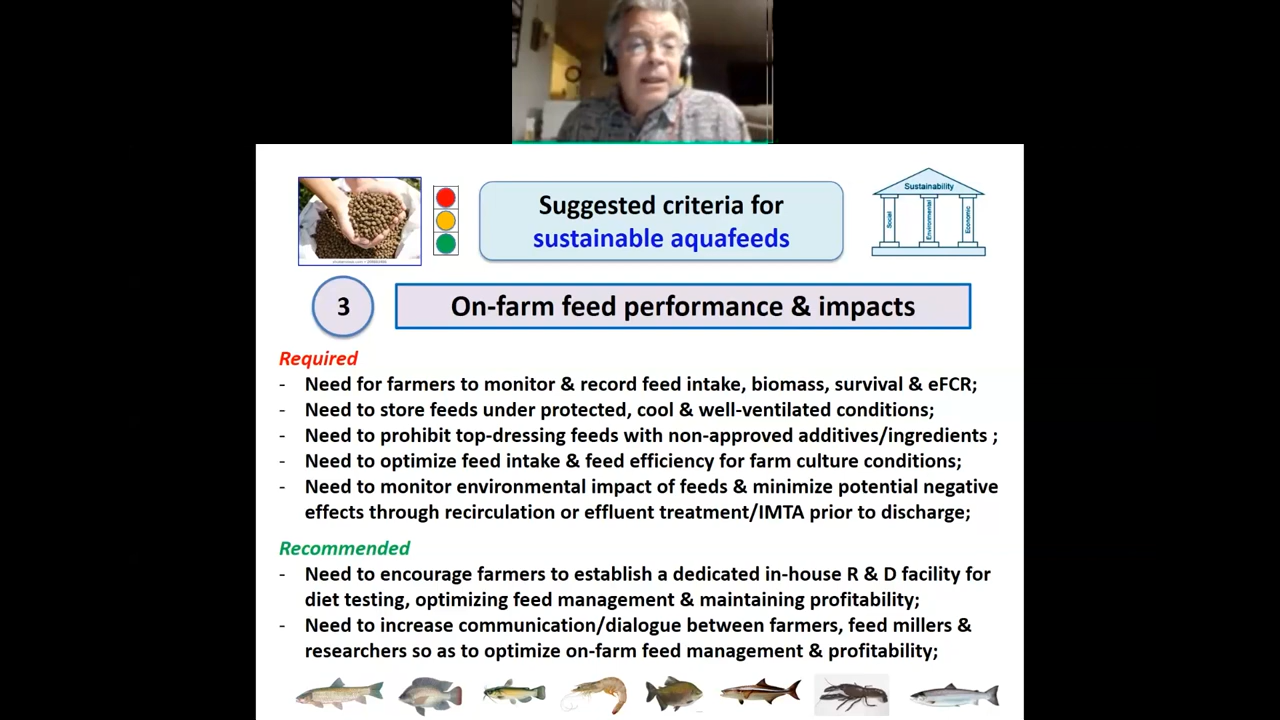 Suggested criteria for
sustainable aquafeeds
Sustainability
Social
Environmental
Economic
3
On-farm feed performance & impacts
Required
- Need for farmers to monitor & record feed intake, biomass, survival & eFCR;
- Need to store feeds under protected, cool & well-ventilated conditions;
- Need to prohibit top-dressing feeds with non-approved additives/ingredients ;
- Need to optimize feed intake & feed efficiency for farm culture conditions;
- Need to monitor environmental impact of feeds & minimize potential negative
effects through recirculation or effluent treatment/IMTA prior to discharge;
Recommended
- Need to encourage farmers to establish a dedicated in-house R & D facility for
diet testing, optimizing feed management & maintaining profitability;
- Need to increase communication/dialogue between farmers, feed millers &
researchers so as to optimize on-farm feed management & profitability;